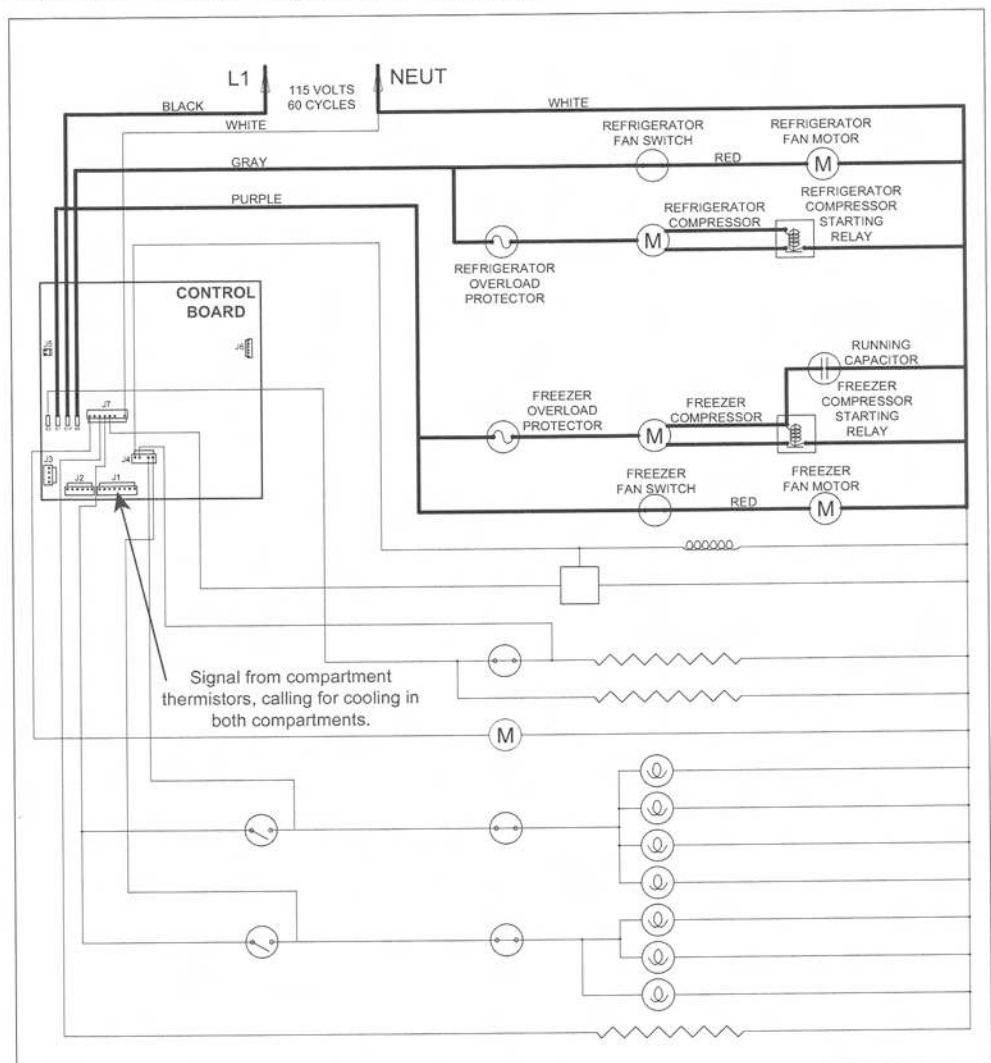 L1
115 VOLTS
60 CYCLES
NEUT
BLACK
WHITE
WHITE
REFRIGERATOR
FAN SWITCH
REFRIGERATOR
FAN MOTOR
GRAY
RED
M
PURPLE
REFRIGERATOR
COMPRESSOR
REFRIGERATOR
COMPRESSOR
STARTING
RELAY
M
REFRIGERATOR
OVERLOAD
PROTECTOR
CONTROL
BOARD
J5
J6
RUNNING
CAPACITOR
FREEZER
OVERLOAD
PROTECTOR
FREEZER
COMPRESSOR
FREEZER
COMPRESSOR
STARTING
RELAY
M
J7
J4
J3
J2
J1
FREEZER
FAN SWITCH
FREEZER
FAN MOTOR
RED
M
Signal from compartment
thermistors, calling for cooling in
both compartments.
M